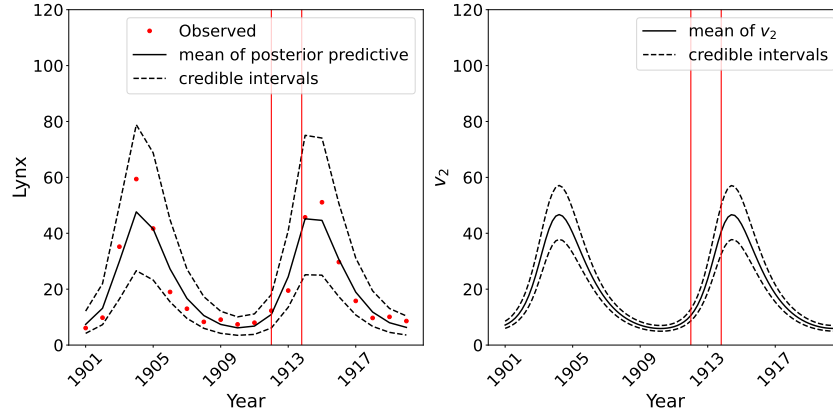 120
100
80
60
40
20
0
Lynx
Observed
mean of posterior predictive
credible intervals
1901
1905
1909
1913
1917
Year
120
100
80
60
40
20
0
v₂
mean of v₂
credible intervals
1901
1905
1909
1913
1917
Year